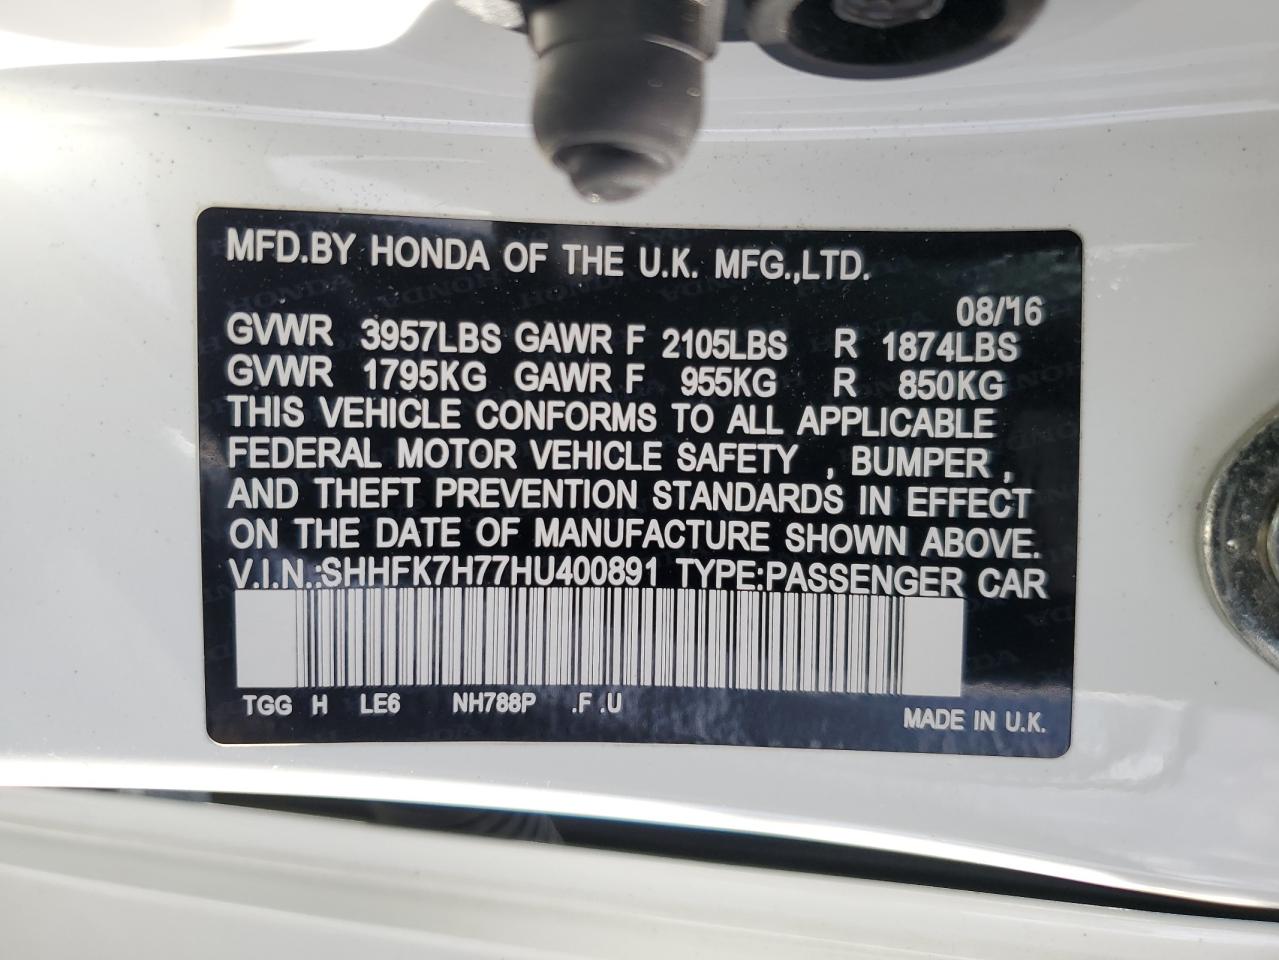 MFD.BY HONDA OF THE U.K. MFG.,LTD.
08/16
GVWR 3957LBS GAWR F 2105LBS R 1874LBS
GVWR 1795KG GAWR F 955KG R 850KG
THIS VEHICLE CONFORMS TO ALL APPLICABLE
FEDERAL MOTOR VEHICLE SAFETY , BUMPER ,
AND THEFT PREVENTION STANDARDS IN EFFECT
ON THE DATE OF MANUFACTURE SHOWN ABOVE.
V.I.N.:SHHFK7H77HU400891 TYPE:PASSENGER CAR
TGG H LE6 NH788P .F .U
MADE IN U.K.